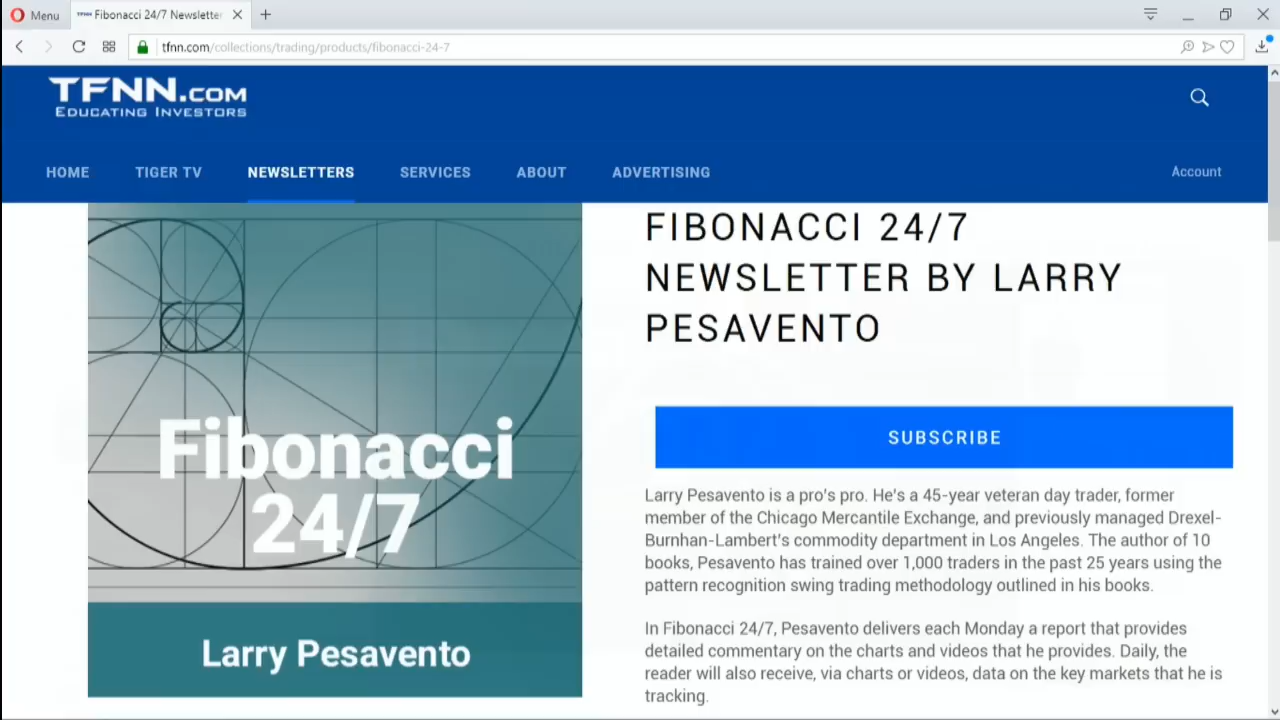 Menu
Fibonacci 24/7 Newsletter
tfnn.com/collections/trading/products/fibonacci-24-7
TFNN.COM
EDUCATING INVESTORS
HOME TIGER TV NEWSLETTERS SERVICES ABOUT ADVERTISING Account
Fibonacci
24/7
Larry Pesavento
FIBONACCI 24/7
NEWSLETTER BY LARRY
PESAVENTO
SUBSCRIBE
Larry Pesavento is a pro's pro. He's a 45-year veteran day trader, former
member of the Chicago Mercantile Exchange, and previously managed Drexel-
Burnhan-Lambert's commodity department in Los Angeles. The author of 10
books, Pesavento has trained over 1,000 traders in the past 25 years using the
pattern recognition swing trading methodology outlined in his books.
In Fibonacci 24/7, Pesavento delivers each Monday a report that provides
detailed commentary on the charts and videos that he provides. Daily, the
reader will also receive, via charts or videos, data on the key markets that he is
tracking.